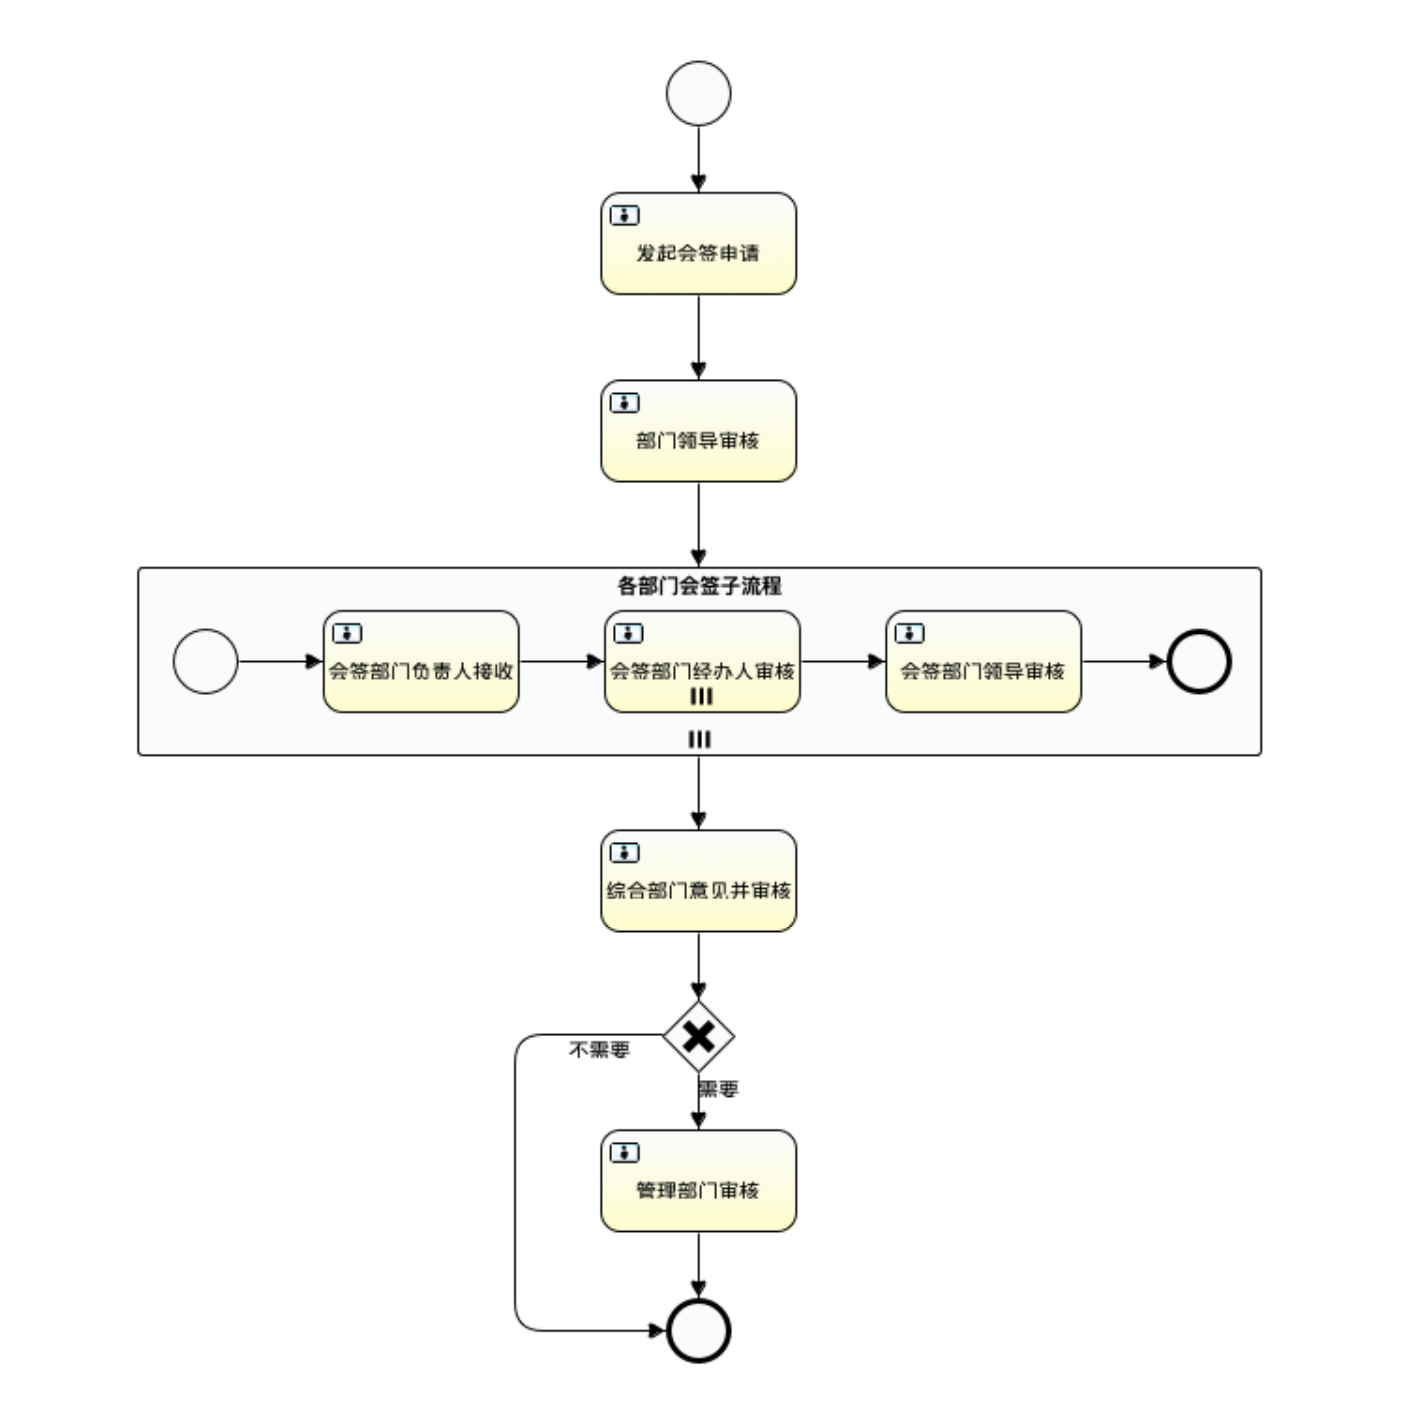 发起会签申请
部门领导审核
各部门会签子流程
会签部门负责人接收
会签部门经办人审核
会签部门领导审核
综合部门意见并审核
不需要
需要
管理部门审核